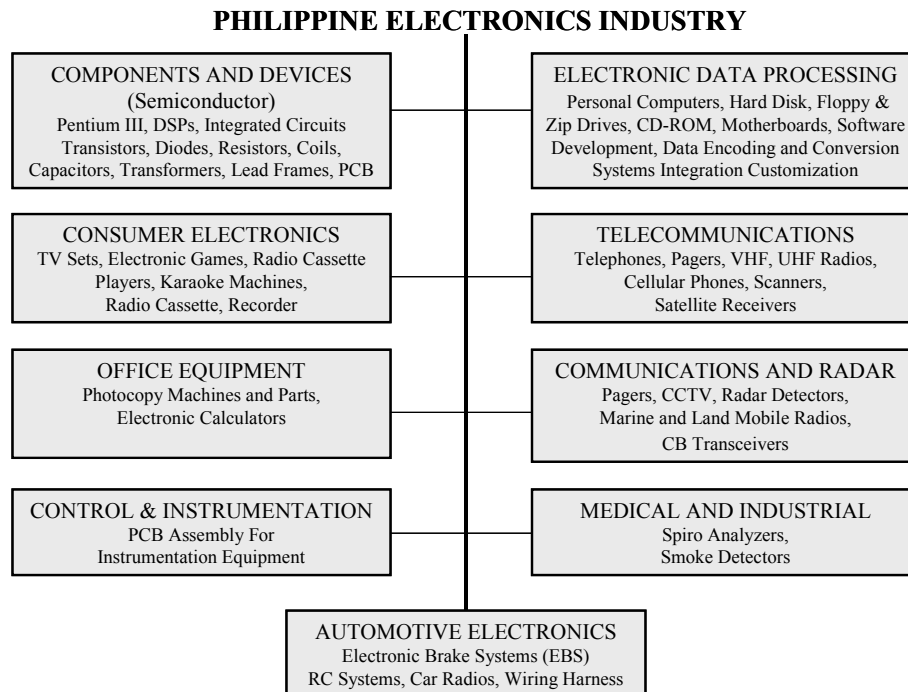 PHILIPPINE ELECTRONICS INDUSTRY
COMPONENTS AND DEVICES
(Semiconductor)
Pentium III, DSPs, Integrated Circuits
Transistors, Diodes, Resistors, Coils,
Capacitors, Transformers, Lead Frames, PCB
ELECTRONIC DATA PROCESSING
Personal Computers, Hard Disk, Floppy &
Zip Drives, CD-ROM, Motherboards, Software
Development, Data Encoding and Conversion
Systems Integration Customization
CONSUMER ELECTRONICS
TV Sets, Electronic Games, Radio Cassette
Players, Karaoke Machines,
Radio Cassette, Recorder
TELECOMMUNICATIONS
Telephones, Pagers, VHF, UHF Radios,
Cellular Phones, Scanners,
Satellite Receivers
OFFICE EQUIPMENT
Photocopy Machines and Parts,
Electronic Calculators
COMMUNICATIONS AND RADAR
Pagers, CCTV, Radar Detectors,
Marine and Land Mobile Radios,
CB Transceivers
CONTROL & INSTRUMENTATION
PCB Assembly For
Instrumentation Equipment
MEDICAL AND INDUSTRIAL
Spiro Analyzers,
Smoke Detectors
AUTOMOTIVE ELECTRONICS
Electronic Brake Systems (EBS)
RC Systems, Car Radios, Wiring Harness